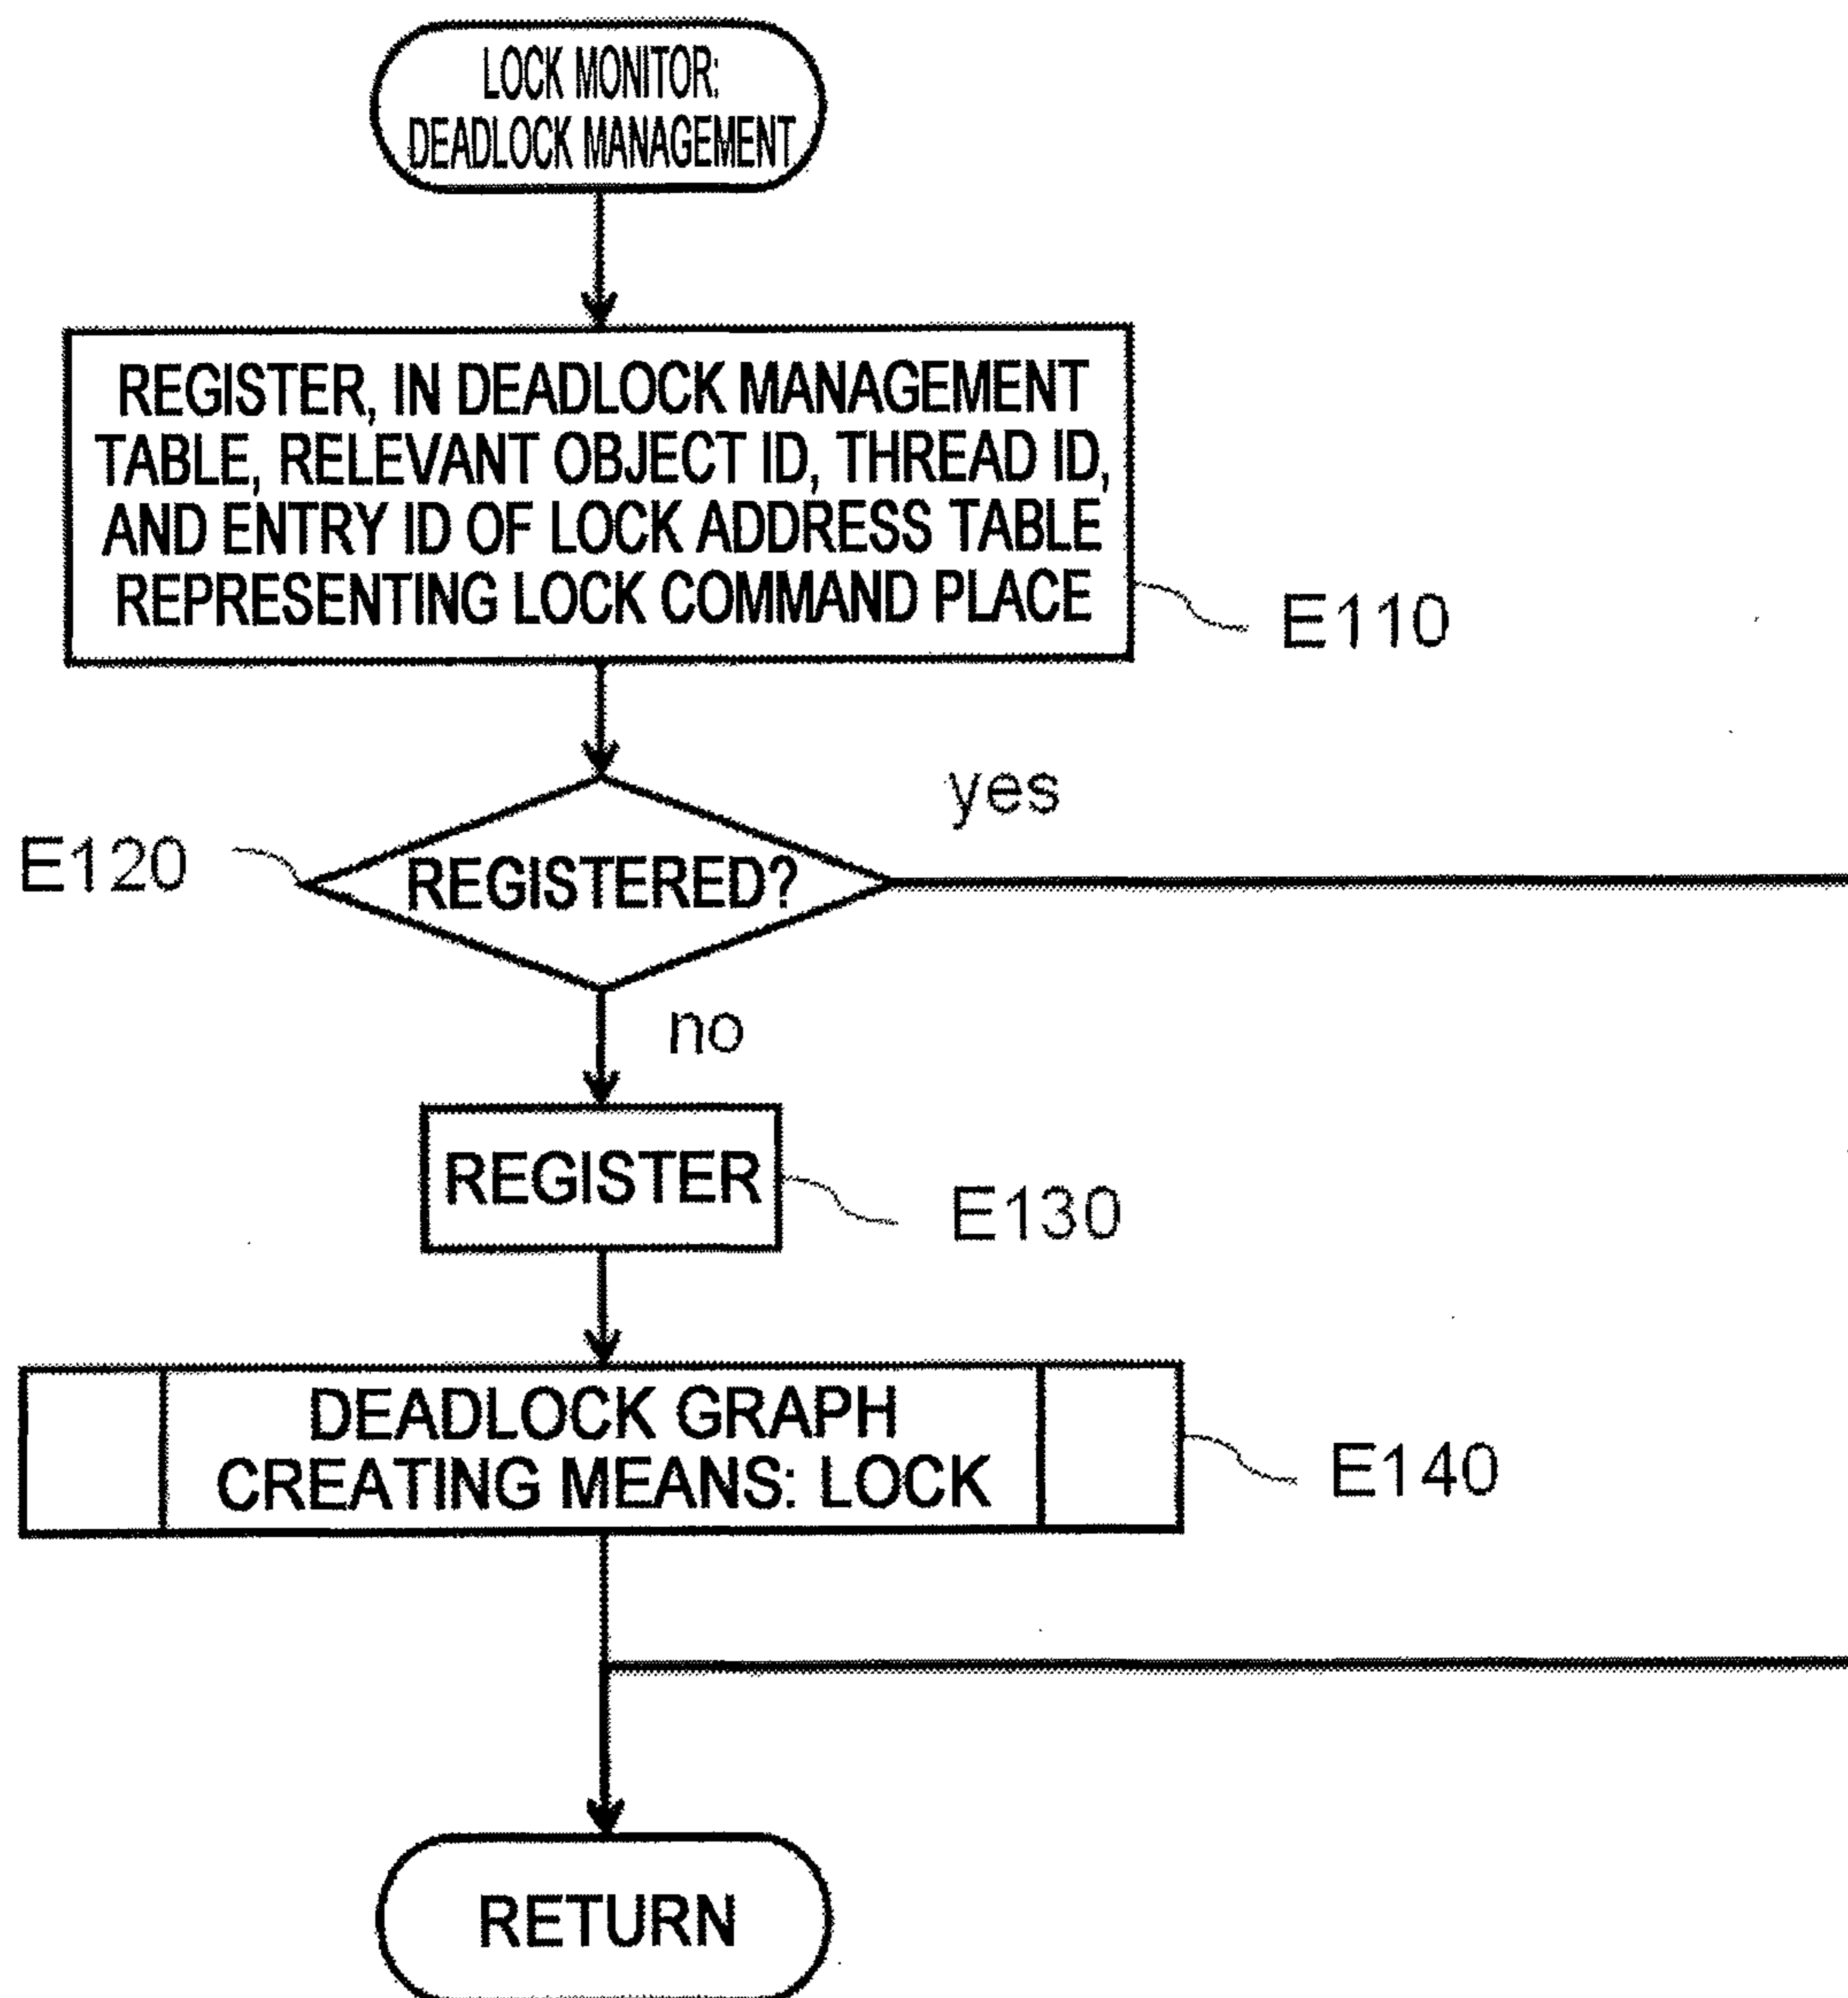 LOCK MONITOR:
DEADLOCK MANAGEMENT
REGISTER, IN DEADLOCK MANAGEMENT
TABLE, RELEVANT OBJECT ID, THREAD ID,
AND ENTRY ID OF LOCK ADDRESS TABLE
REPRESENTING LOCK COMMAND PLACE
E110
yes
E120
REGISTERED?
no
REGISTER
E130
DEADLOCK GRAPH
CREATING MEANS: LOCK
E140
RETURN